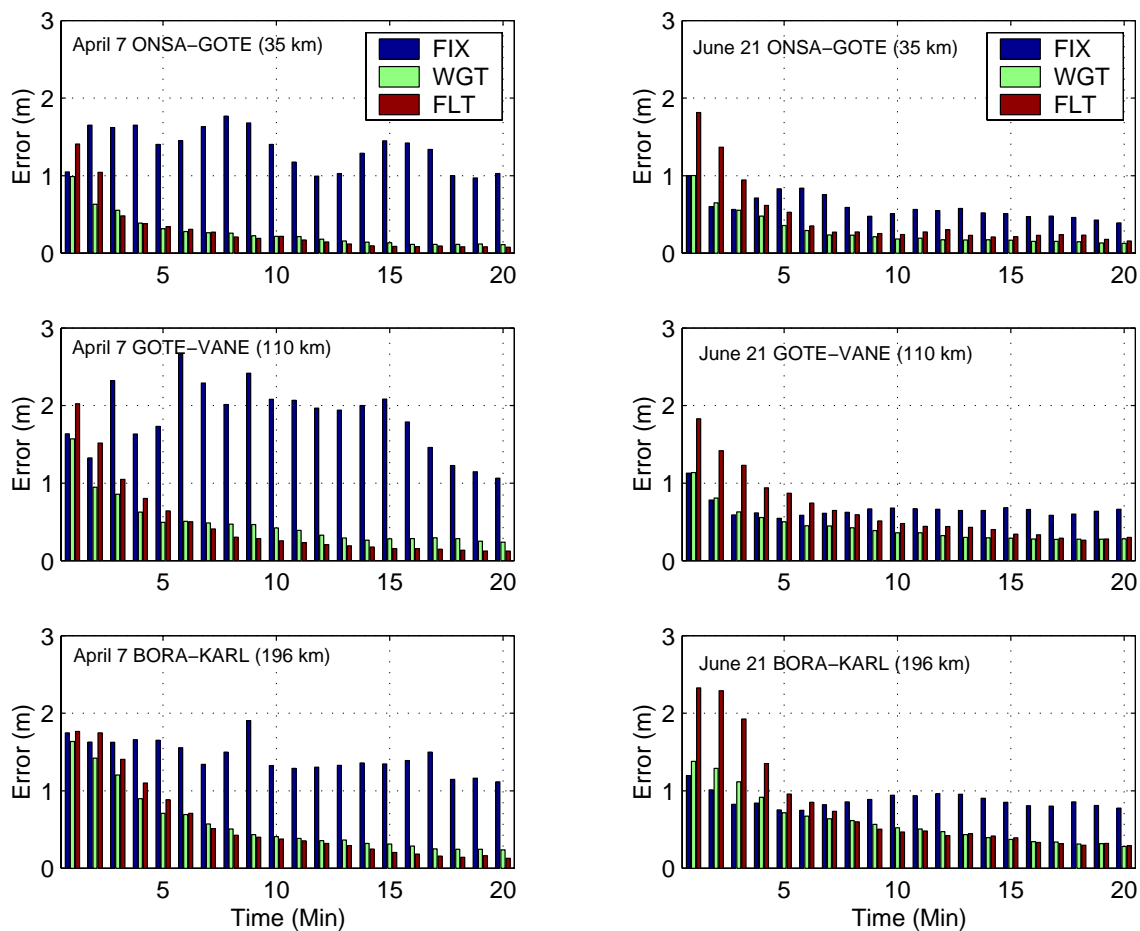 April 7 ONSA−GOTE (35 km)
FIX
WGT
FLT
Error (m)
3
2
1
0
5
10
15
20
June 21 ONSA−GOTE (35 km)
FIX
WGT
FLT
Error (m)
3
2
1
0
5
10
15
20
April 7 GOTE−VANE (110 km)
Error (m)
3
2
1
0
5
10
15
20
June 21 GOTE−VANE (110 km)
Error (m)
3
2
1
0
5
10
15
20
April 7 BORA−KARL (196 km)
Error (m)
3
2
1
0
5
10
15
20
Time (Min)
June 21 BORA−KARL (196 km)
Error (m)
3
2
1
0
5
10
15
20
Time (Min)